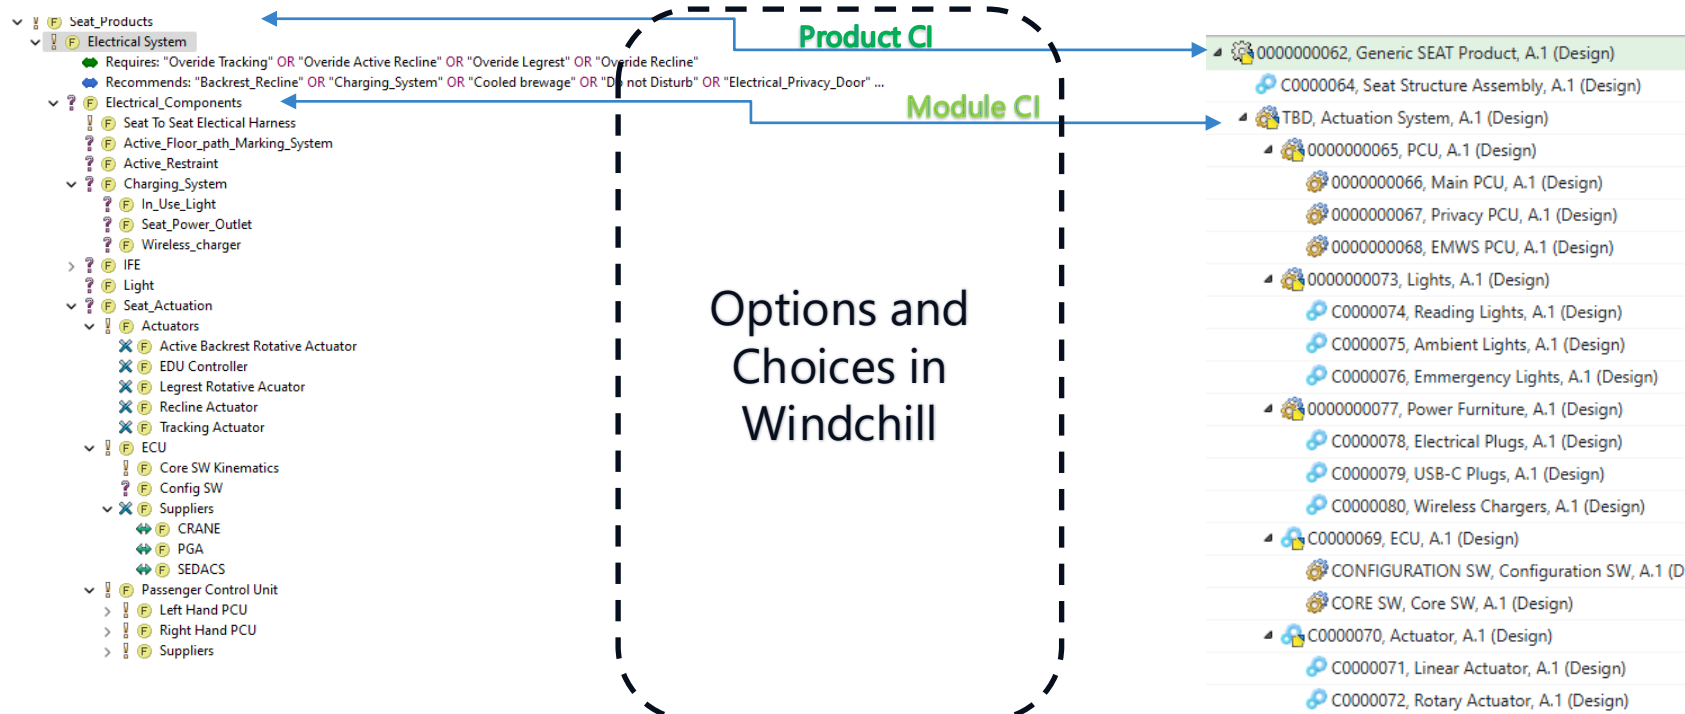 Seat_Products
Electrical System
Requires: "Overide Tracking" OR "Overide Active Recline" OR "Overide Legrest" OR "Overide Recline"
Recommends: "Backrest_Recline" OR "Charging_System" OR "Cooled brewage" OR "Do not Disturb" OR "Electrical_Privacy_Door" ...
Electrical_Components
Seat To Seat Electical Harness
Active_Floor_path_Marking_System
Active_Restraint
Charging_System
In_Use_Light
Seat_Power_Outlet
Wireless_charger
IFE
Light
Seat_Actuation
Actuators
Active Backrest Rotative Actuator
EDU Controller
Legrest Rotative Acuator
Recline Actuator
Tracking Actuator
ECU
Core SW Kinematics
Config SW
Suppliers
CRANE
PGA
SEDACS
Passenger Control Unit
Left Hand PCU
Right Hand PCU
Suppliers
Product CI
Module CI
Options and
Choices in
Windchill
0000000062, Generic SEAT Product, A.1 (Design)
C0000064, Seat Structure Assembly, A.1 (Design)
TBD, Actuation System, A.1 (Design)
0000000065, PCU, A.1 (Design)
0000000066, Main PCU, A.1 (Design)
0000000067, Privacy PCU, A.1 (Design)
0000000068, EMWS PCU, A.1 (Design)
0000000073, Lights, A.1 (Design)
C0000074, Reading Lights, A.1 (Design)
C0000075, Ambient Lights, A.1 (Design)
C0000076, Emmergency Lights, A.1 (Design)
0000000077, Power Furniture, A.1 (Design)
C0000078, Electrical Plugs, A.1 (Design)
C0000079, USB-C Plugs, A.1 (Design)
C0000080, Wireless Chargers, A.1 (Design)
C0000069, ECU, A.1 (Design)
CONFIGURATION SW, Configuration SW, A.1 (D
CORE SW, Core SW, A.1 (Design)
C0000070, Actuator, A.1 (Design)
C0000071, Linear Actuator, A.1 (Design)
C0000072, Rotary Actuator, A.1 (Design)